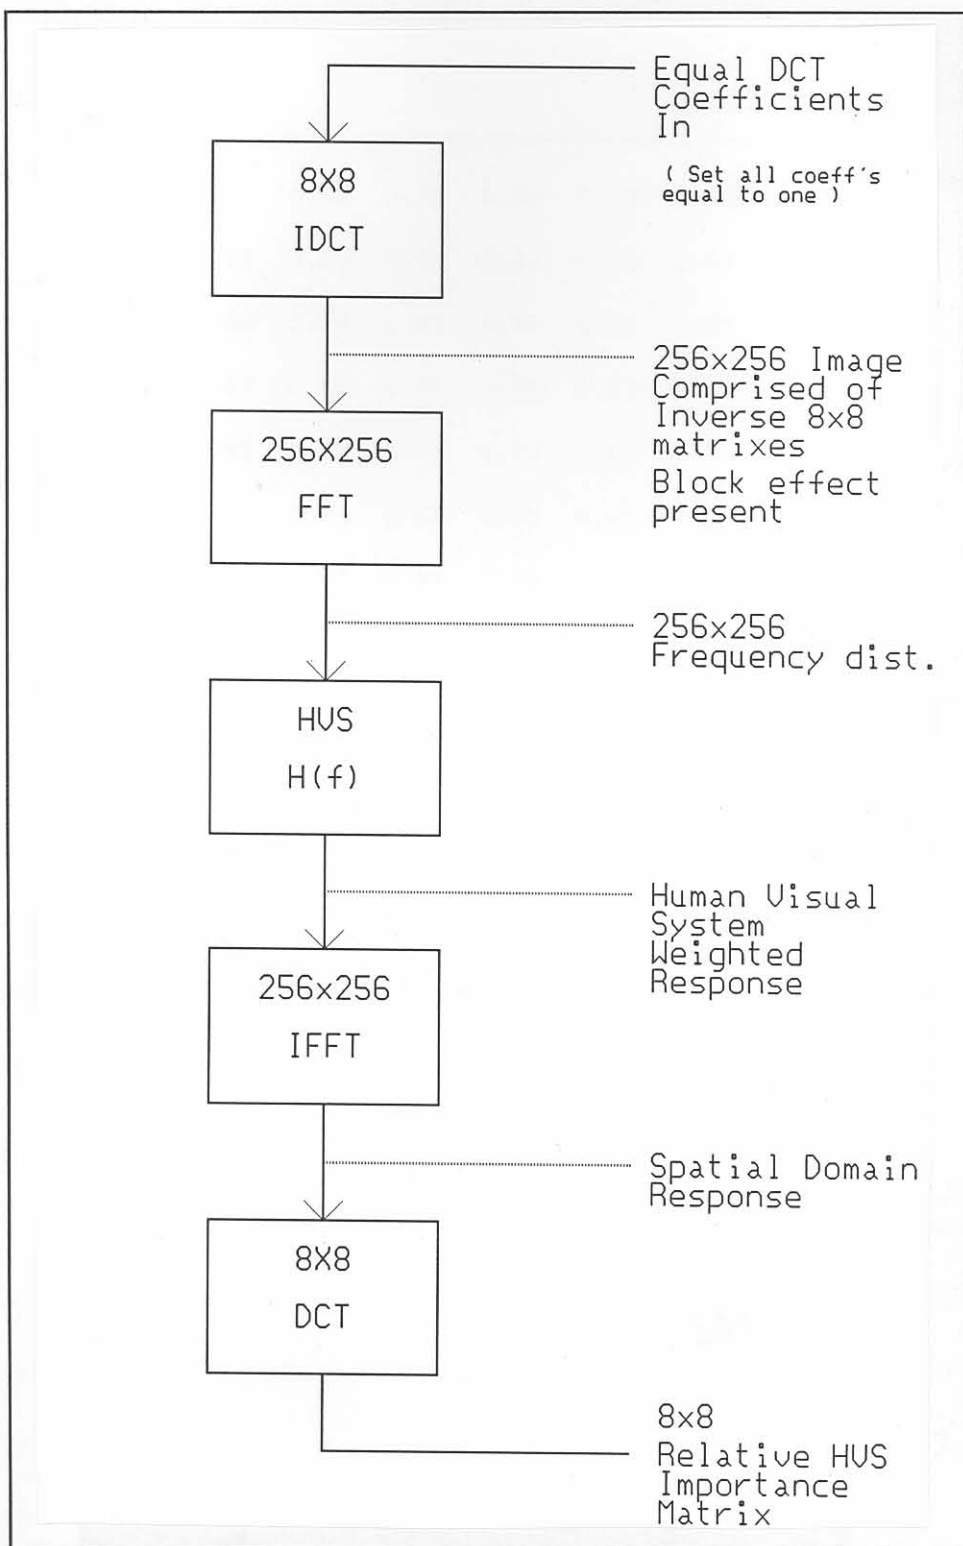 Equal DCT
Coefficients
In
( Set all coeff's
equal to one )
8X8
IDCT
256x256 Image
Comprised of
Inverse 8x8
matrixes
Block effect
present
256X256
FFT
256x256
Frequency dist.
HVS
H(f)
Human Visual
System
Weighted
Response
256x256
IFFT
Spatial Domain
Response
8X8
DCT
8x8
Relative HVS
Importance
Matrix